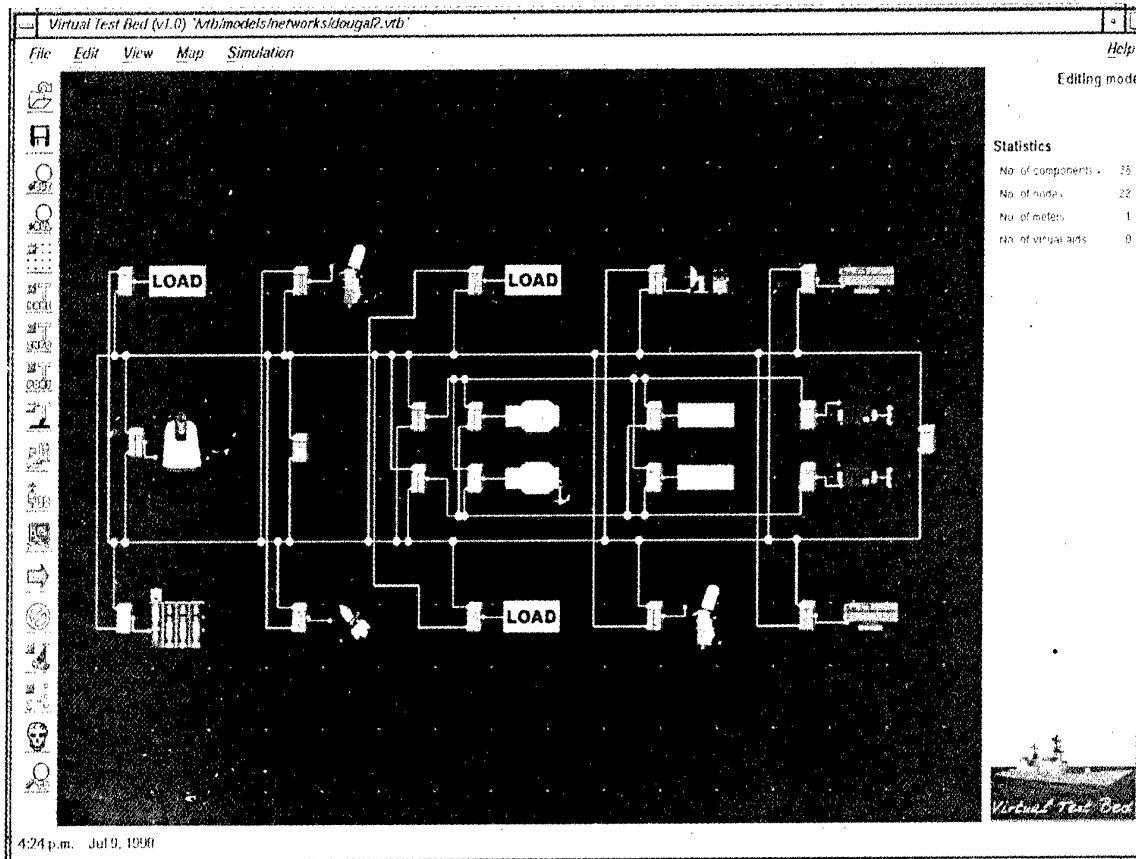 Virtual Test Bed (v1.0) "/vtb/models/networks/dougal2.vtb"
File Edit View Map Simulation Help
Editing mode
Statistics
No. of components 36
No. of nodes 22
No. of meters 1
No. of virtual aids 0
LOAD LOAD
LOAD
Virtual Test Bed
4:24 p.m. Jul 9, 1998